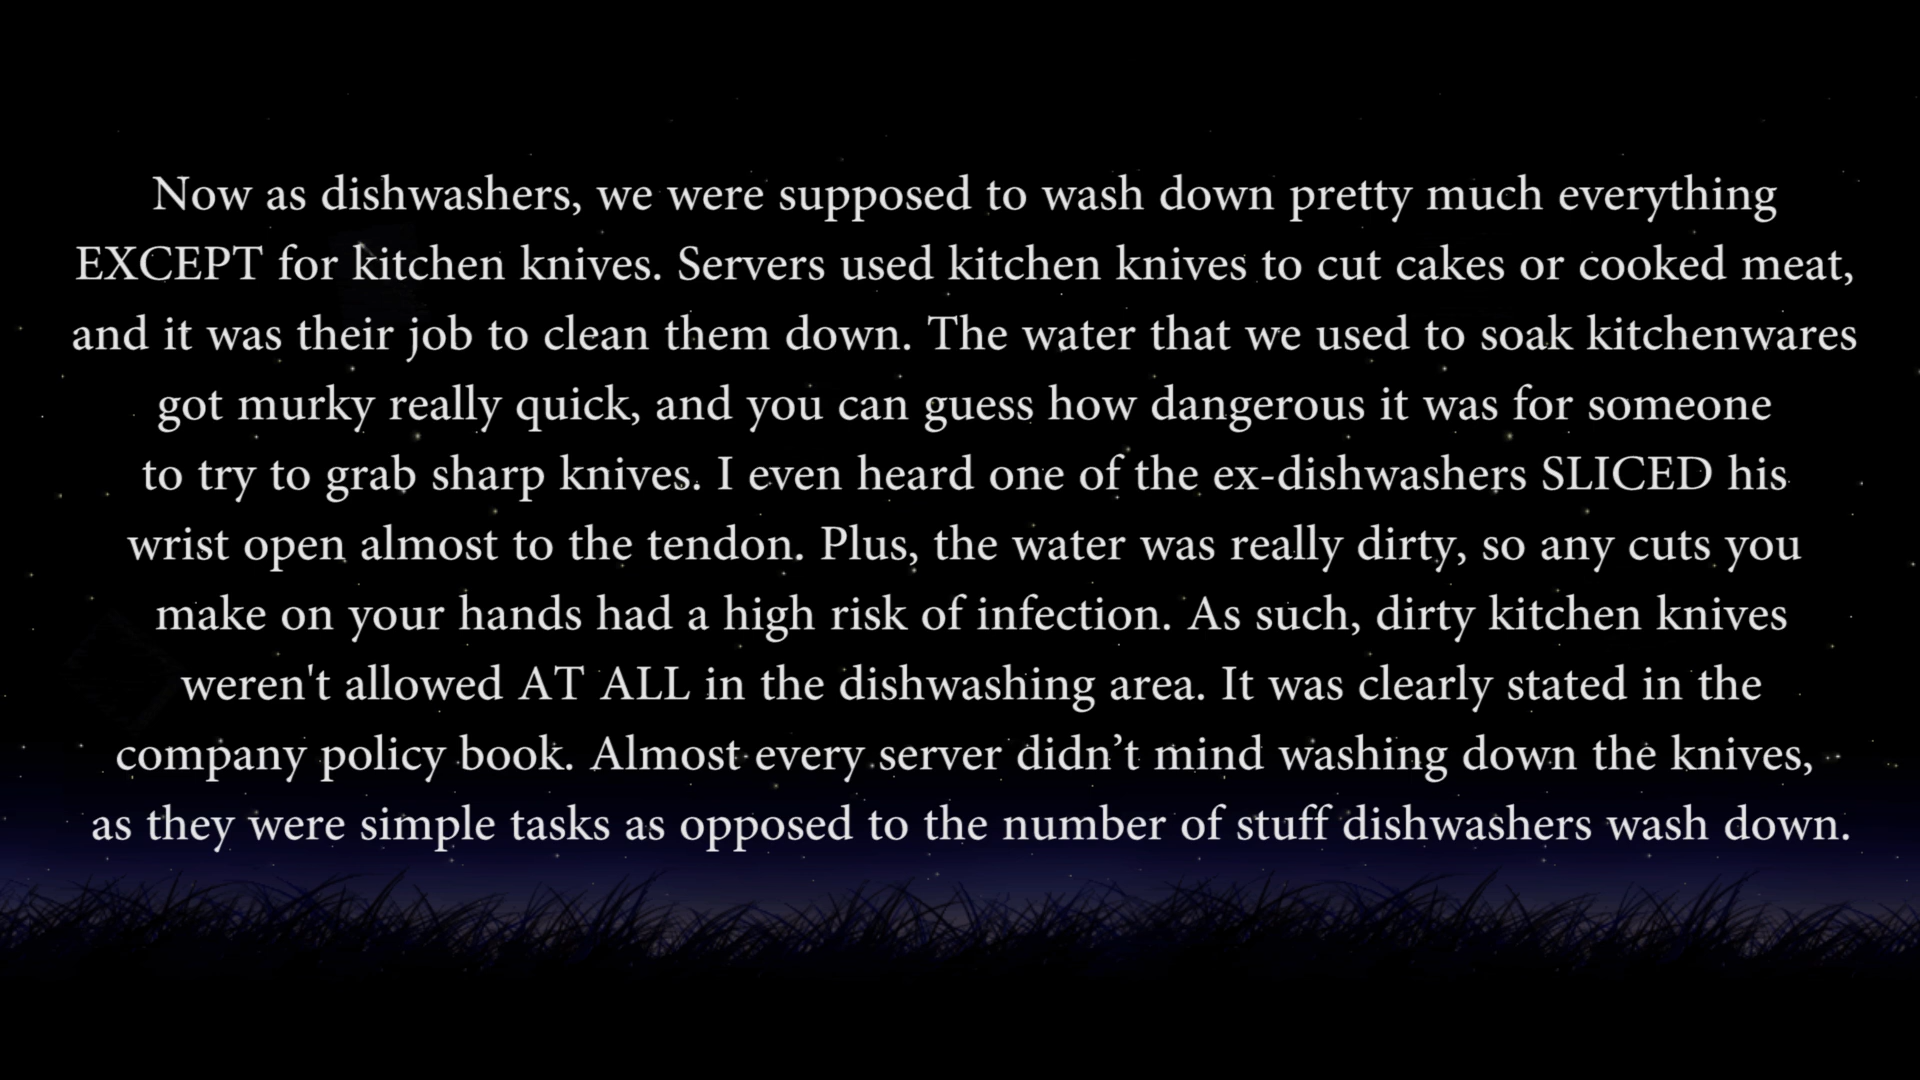 Now as dishwashers, we were supposed to wash down pretty much everything
EXCEPT for kitchen knives. Servers used kitchen knives to cut cakes or cooked meat,
and it was their job to clean them down. The water that we used to soak kitchenwares
got murky really quick, and you can guess how dangerous it was for someone
to try to grab sharp knives. I even heard one of the ex-dishwashers SLICED his
wrist open almost to the tendon. Plus, the water was really dirty, so any cuts you
make on your hands had a high risk of infection. As such, dirty kitchen knives
weren't allowed AT ALL in the dishwashing area. It was clearly stated in the
company policy book. Almost every server didn’t mind washing down the knives,
as they were simple tasks as opposed to the number of stuff dishwashers wash down.